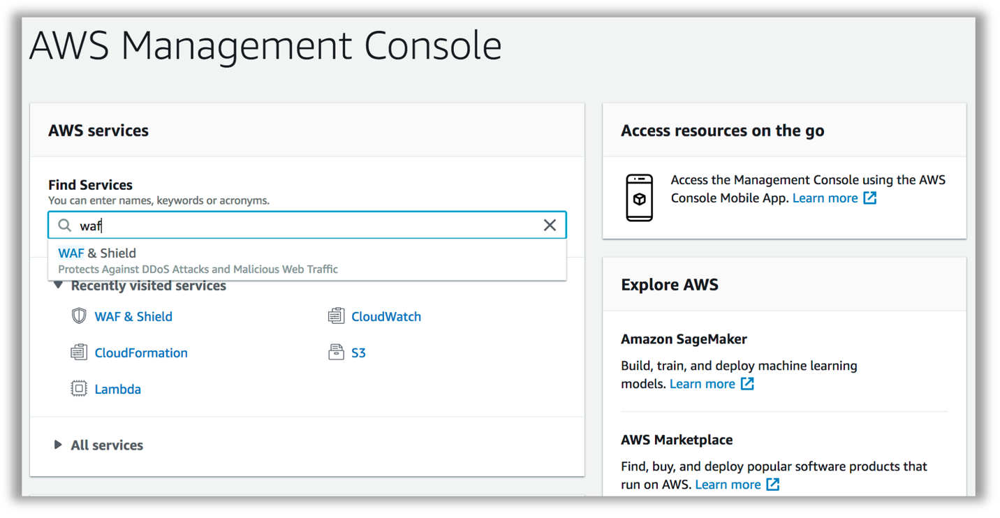 AWS Management Console
AWS services
Find Services
You can enter names, keywords or acronyms.
waf
WAF & Shield
Protects Against DDoS Attacks and Malicious Web Traffic
Recently visited services
WAF & Shield
CloudWatch
CloudFormation
S3
Lambda
All services
Access resources on the go
Access the Management Console using the AWS
Console Mobile App. Learn more
Explore AWS
Amazon SageMaker
Build, train, and deploy machine learning
models. Learn more
AWS Marketplace
Find, buy, and deploy popular software products that
run on AWS. Learn more